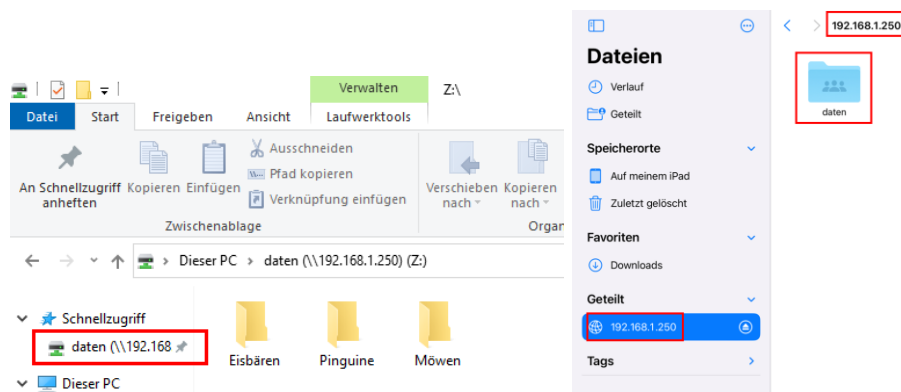 Verwalten
Z:\
Datei Start Freigeben Ansicht Laufwerktools
An Schnellzugriff anheften
Kopieren
Einfügen
Ausschneiden
Pfad kopieren
Verknüpfung einfügen
Zwischenablage
Verschieben nach
Kopieren nach
Organ
Dieser PC > daten (\\192.168.1.250) (Z:)
Schnellzugriff
daten (\\192.168
Dieser PC
Eisbären
Pinguine
Möwen
Dateien
Verlauf
Geteilt
Speicherorte
Auf meinem iPad
Zuletzt gelöscht
Favoriten
Downloads
Geteilt
192.168.1.250
Tags
192.168.1.250
daten